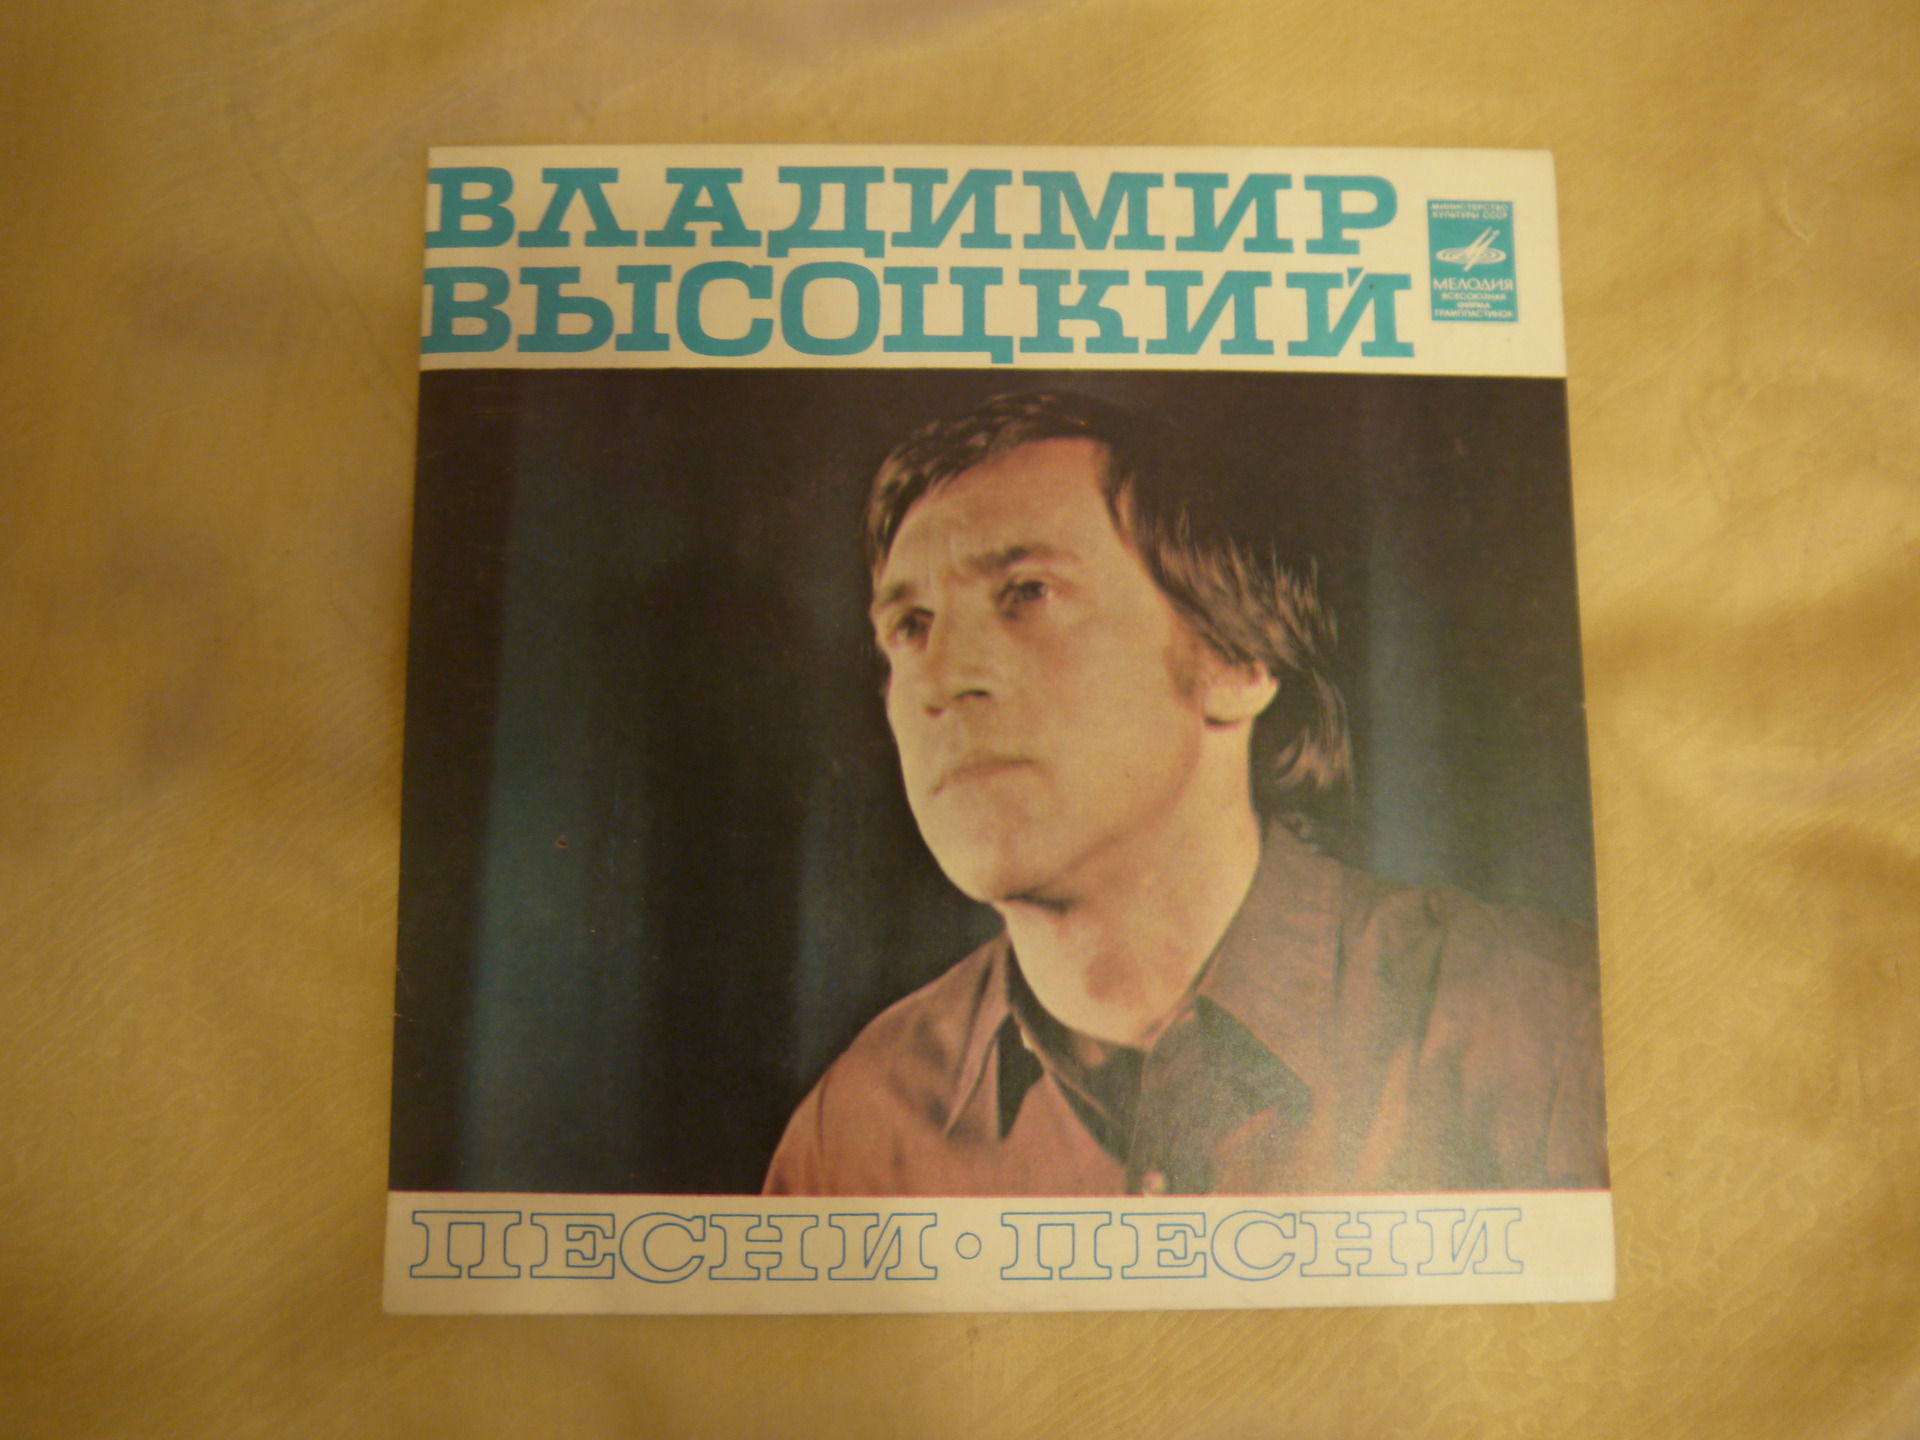 ВЛАДИМИР
ВЫСОЦКИЙ
МИНИСТЕРСТВО
КУЛЬТУРЫ СССР
МЕЛОДИЯ
ВСЕСОЮЗНАЯ
ФИРМА
ГРАМПЛАСТИНОК
ПЕСНИ • ПЕСНИ